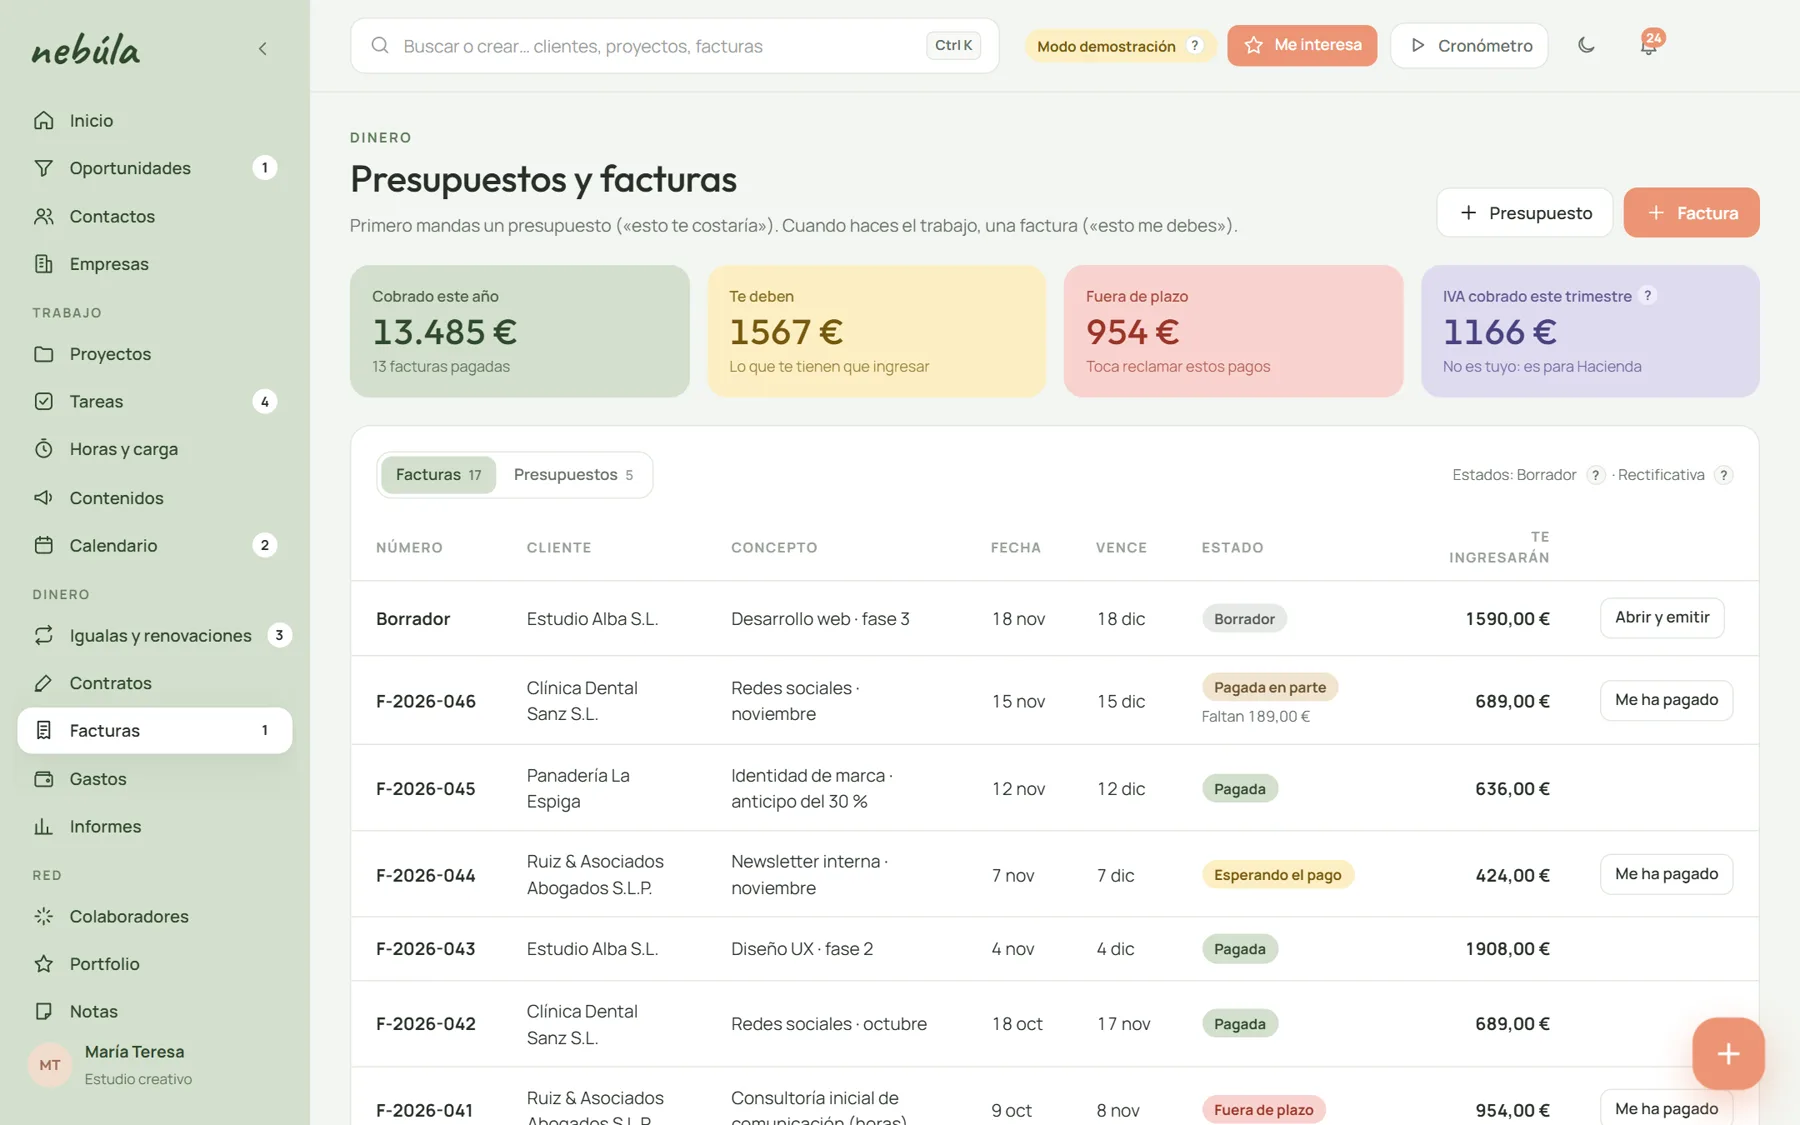 nebúla
Buscar o crear... clientes, proyectos, facturas
Ctrl K
Modo demostración ?
Me interesa
Cronómetro
24
Inicio
Oportunidades 1
Contactos
Empresas
TRABAJO
Proyectos
Tareas 4
Horas y carga
Contenidos
Calendario 2
DINERO
Igualas y renovaciones 3
Contratos
Facturas 1
Gastos
Informes
RED
Colaboradores
Portfolio
Notas
MT
María Teresa
Estudio creativo
DINERO
Presupuestos y facturas
Primero mandas un presupuesto («esto te costaría»). Cuando haces el trabajo, una factura («esto me debes»).
+ Presupuesto
+ Factura
Cobrado este año
13.485 €
13 facturas pagadas
Te deben
1567 €
Lo que te tienen que ingresar
Fuera de plazo
954 €
Toca reclamar estos pagos
IVA cobrado este trimestre ?
1166 €
No es tuyo: es para Hacienda
Facturas 17
Presupuestos 5
Estados: Borrador ? · Rectificativa ?
NÚMERO CLIENTE CONCEPTO FECHA VENCE ESTADO
TE
INGRESARÁN
Borrador Estudio Alba S.L. Desarrollo web · fase 3 18 nov 18 dic Borrador 1590,00 € Abrir y emitir
F-2026-046
Clínica Dental
Sanz S.L.
Redes sociales ·
noviembre
15 nov 15 dic
Pagada en parte
Faltan 189,00 €
689,00 € Me ha pagado
F-2026-045
Panadería La
Espiga
Identidad de marca ·
anticipo del 30 %
12 nov 12 dic Pagada 636,00 €
F-2026-044
Ruiz & Asociados
Abogados S.L.P.
Newsletter interna ·
noviembre
7 nov 7 dic Esperando el pago 424,00 € Me ha pagado
F-2026-043 Estudio Alba S.L. Diseño UX · fase 2 4 nov 4 dic Pagada 1908,00 €
F-2026-042
Clínica Dental
Sanz S.L.
Redes sociales · octubre 18 oct 17 nov Pagada 689,00 €
F-2026-041
Ruiz & Asociados
Abogados S.L.P.
Consultoría inicial de
comunicación (horas)
9 oct 8 nov Fuera de plazo 954,00 € Me ha pagado